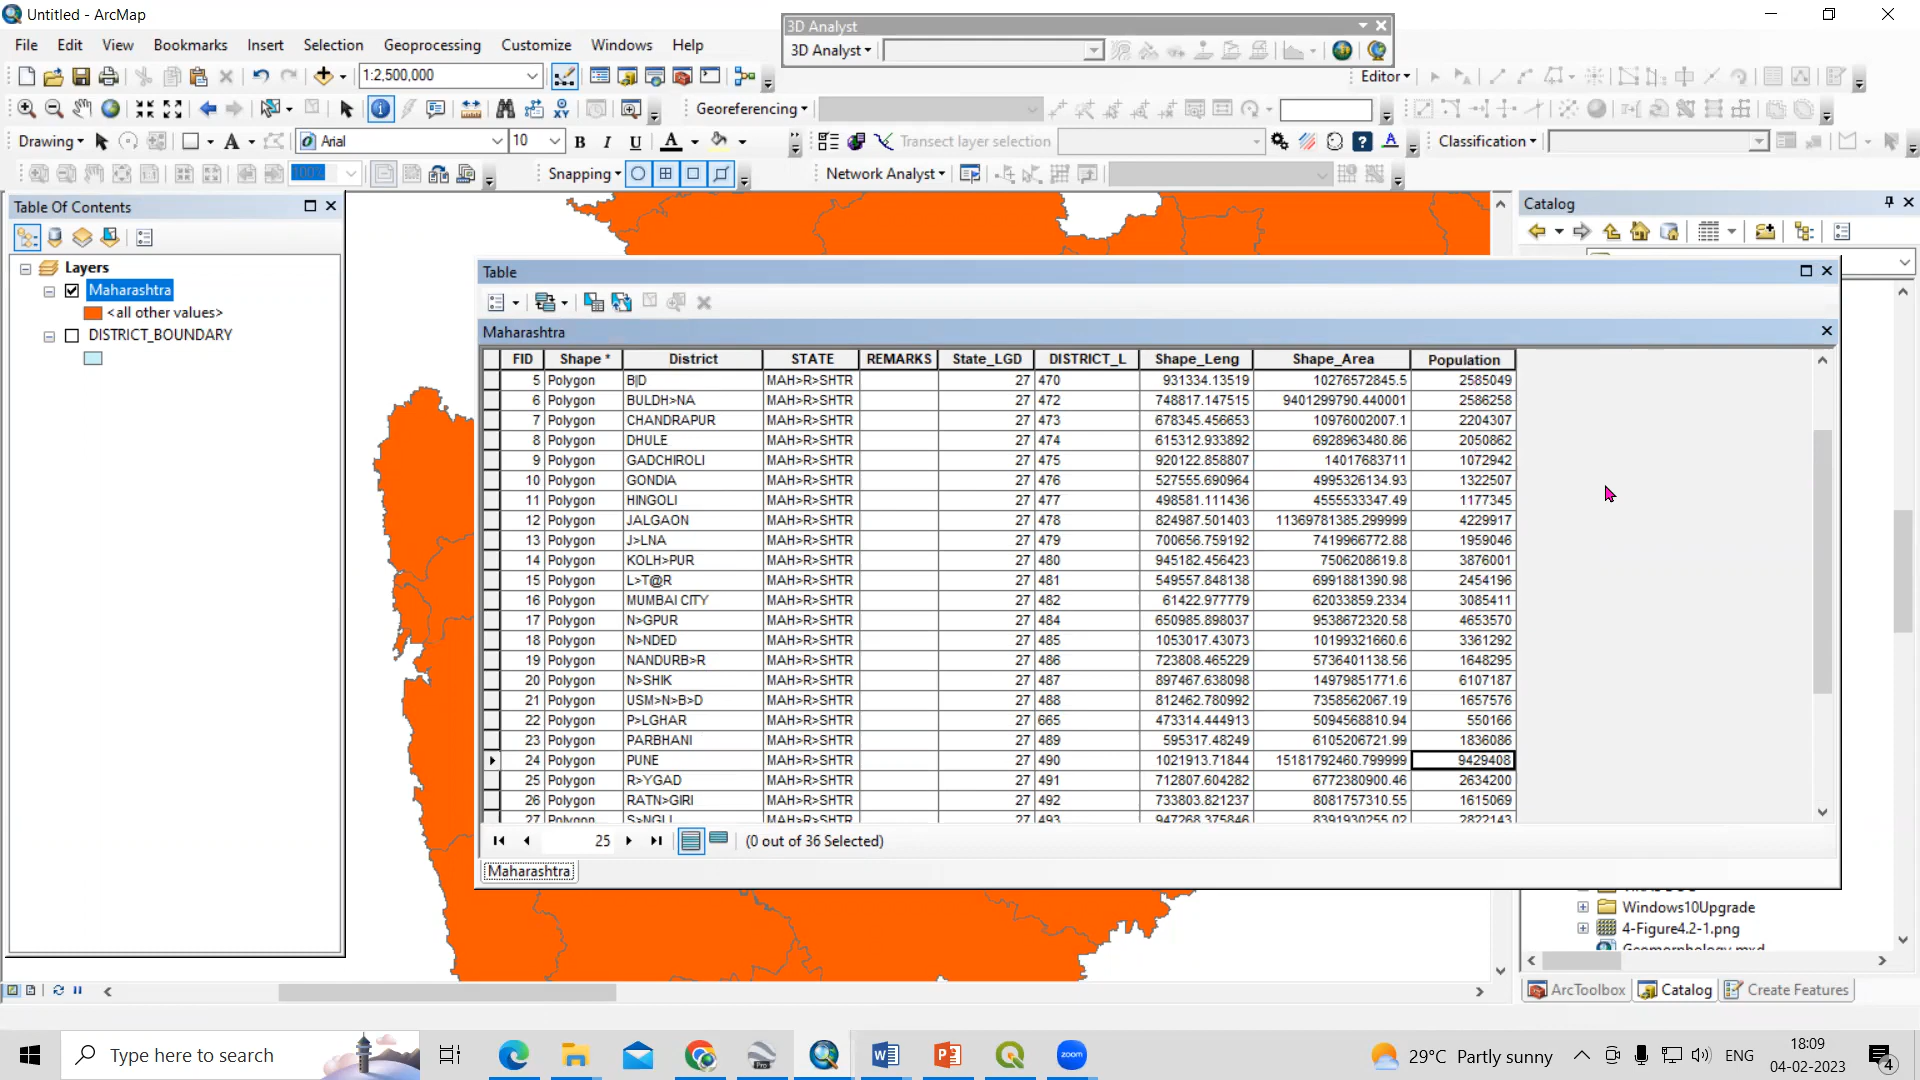 Untitled - ArcMap
3D Analyst
File Edit View Bookmarks Insert Selection Geoprocessing Customize Windows Help
3D Analyst
1:2,500,000
Editor
Georeferencing
Drawing A Arial 10 B I U A
Transect layer selection
Classification
100%
Snapping
Network Analyst
Table Of Contents
Catalog
Layers
Maharashtra
<all other values>
DISTRICT_BOUNDARY
Table
Maharashtra
FID Shape * District STATE REMARKS State_LGD DISTRICT_L Shape_Leng Shape_Area Population
5 Polygon B|D MAH>R>SHTR 27 470 931334.13519 10276572845.5 2585049
6 Polygon BULDH>NA MAH>R>SHTR 27 472 748817.147515 9401299790.440001 2586258
7 Polygon CHANDRAPUR MAH>R>SHTR 27 473 678345.456653 10976002007.1 2204307
8 Polygon DHULE MAH>R>SHTR 27 474 615312.933892 6928963480.86 2050862
9 Polygon GADCHIROLI MAH>R>SHTR 27 475 920122.858807 14017683711 1072942
10 Polygon GONDIA MAH>R>SHTR 27 476 527555.690964 4995326134.93 1322507
11 Polygon HINGOLI MAH>R>SHTR 27 477 498581.111436 4555533347.49 1177345
12 Polygon JALGAON MAH>R>SHTR 27 478 824987.501403 11369781385.299999 4229917
13 Polygon J>LNA MAH>R>SHTR 27 479 700656.759192 7419966772.88 1959046
14 Polygon KOLH>PUR MAH>R>SHTR 27 480 945182.456423 7506208619.8 3876001
15 Polygon L>T@R MAH>R>SHTR 27 481 549557.848138 6991881390.98 2454196
16 Polygon MUMBAI CITY MAH>R>SHTR 27 482 61422.977779 62033859.2334 3085411
17 Polygon N>GPUR MAH>R>SHTR 27 484 650985.898037 9538672320.58 4653570
18 Polygon N>NDED MAH>R>SHTR 27 485 1053017.43073 10199321660.6 3361292
19 Polygon NANDURB>R MAH>R>SHTR 27 486 723808.465229 5736401138.56 1648295
20 Polygon N>SHIK MAH>R>SHTR 27 487 897467.638098 14979851771.6 6107187
21 Polygon USM>N>B>D MAH>R>SHTR 27 488 812462.780992 7358562067.19 1657576
22 Polygon P>LGHAR MAH>R>SHTR 27 665 473314.444913 5094568810.94 550166
23 Polygon PARBHANI MAH>R>SHTR 27 489 595317.48249 6105206721.99 1836086
24 Polygon PUNE MAH>R>SHTR 27 490 1021913.71844 15181792460.799999 9429408
25 Polygon R>YGAD MAH>R>SHTR 27 491 712807.604282 6772380900.46 2634200
26 Polygon RATN>GIRI MAH>R>SHTR 27 492 733803.821237 8081757310.55 1615069
27 Polygon S>NGLI MAH>R>SHTR 27 493 947268.375846 8391930255.02 2822143
25 (0 out of 36 Selected)
Maharashtra
Windows10Upgrade
4-Figure4.2-1.png
Geomorphology.mxd
ArcToolbox Catalog Create Features
Type here to search
Pro
zoom
29°C Partly sunny
ENG
18:09
04-02-2023
4